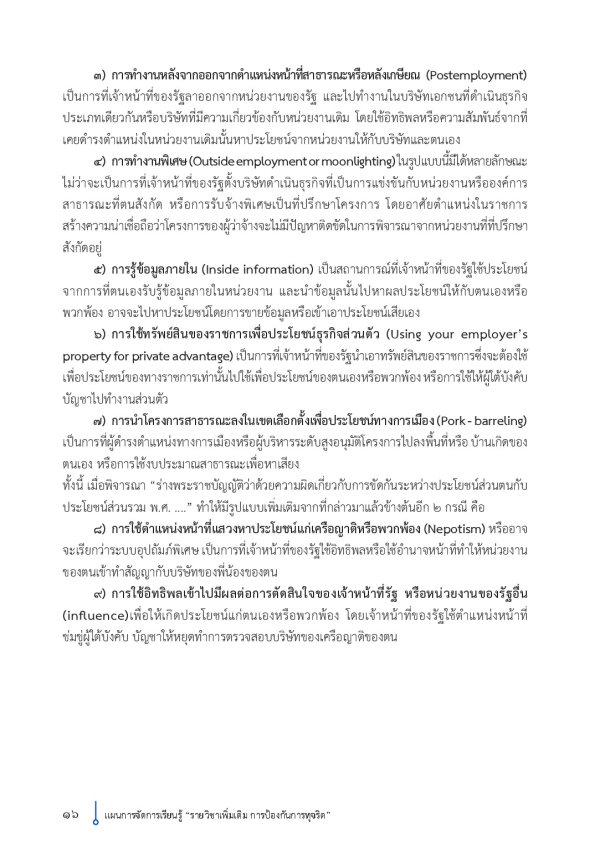 ๓) การทำงานหลังจากออกจากตำแหน่งหน้าที่สาธารณะหรือหลังเกษียณ (Postemployment)
เป็นการที่เจ้าหน้าที่ของรัฐลาออกจากหน่วยงานของรัฐ และไปทำงานในบริษัทเอกชนที่ดำเนินธุรกิจ
ประเภทเดียวกันหรือบริษัทที่มีความเกี่ยวข้องกับหน่วยงานเดิม โดยใช้อิทธิพลหรือความสัมพันธ์จากที่
เคยดำรงตำแหน่งในหน่วยงานเดิมนั้นหาประโยชน์จากหน่วยงานให้กับบริษัทและตนเอง
๔) การทำงานพิเศษ (Outside employment or moonlighting) ในรูปแบบนี้มีได้หลายลักษณะ
ไม่ว่าจะเป็นการที่เจ้าหน้าที่ของรัฐตั้งบริษัทดำเนินธุรกิจที่เป็นการแข่งขันกับหน่วยงานหรือองค์การ
สาธารณะที่ตนสังกัด หรือการรับจ้างพิเศษเป็นที่ปรึกษาโครงการ โดยอาศัยตำแหน่งในราชการ
สร้างความน่าเชื่อถือว่าโครงการของผู้ว่าจ้างจะไม่มีปัญหาติดขัดในการพิจารณาจากหน่วยงานที่ที่ปรึกษา
สังกัดอยู่
๕) การรู้ข้อมูลภายใน (Inside information) เป็นสถานการณ์ที่เจ้าหน้าที่ของรัฐใช้ประโยชน์
จากการที่ตนเองรับรู้ข้อมูลภายในหน่วยงาน และนำข้อมูลนั้นไปหาผลประโยชน์ให้กับตนเองหรือ
พวกพ้อง อาจจะไปหาประโยชน์โดยการขายข้อมูลหรือเข้าเอาประโยชน์เสียเอง
๖) การใช้ทรัพย์สินของราชการเพื่อประโยชน์ธุรกิจส่วนตัว (Using your employer's
property for private advantage) เป็นการที่เจ้าหน้าที่ของรัฐนำเอาทรัพย์สินของราชการซึ่งจะต้องใช้
เพื่อประโยชน์ของทางราชการเท่านั้นไปใช้เพื่อประโยชน์ของตนเองหรือพวกพ้อง หรือการใช้ให้ผู้ใต้บังคับ
บัญชาไปทำงานส่วนตัว
๗) การนำโครงการสาธารณะลงในเขตเลือกตั้งเพื่อประโยชน์ทางการเมือง (Pork - barreling)
เป็นการที่ผู้ดำรงตำแหน่งทางการเมืองหรือผู้บริหารระดับสูงอนุมัติโครงการไปลงพื้นที่หรือ บ้านเกิดของ
ตนเอง หรือการใช้งบประมาณสาธารณะเพื่อหาเสียง
ทั้งนี้ เมื่อพิจารณา "ร่างพระราชบัญญัติว่าด้วยความผิดเกี่ยวกับการขัดกันระหว่างประโยชน์ส่วนตนกับ
ประโยชน์ส่วนรวม พ.ศ. ...." ทำให้มีรูปแบบเพิ่มเติมจากที่กล่าวมาแล้วข้างต้นอีก ๒ กรณี คือ
๘) การใช้ตำแหน่งหน้าที่แสวงหาประโยชน์แก่เครือญาติหรือพวกพ้อง (Nepotism) หรืออาจ
จะเรียกว่าระบบอุปถัมภ์พิเศษ เป็นการที่เจ้าหน้าที่ของรัฐใช้อิทธิพลหรือใช้อำนาจหน้าที่ทำให้หน่วยงาน
ของตนเข้าทำสัญญากับบริษัทของพี่น้องของตน
๙) การใช้อิทธิพลเข้าไปมีผลต่อการตัดสินใจของเจ้าหน้าที่รัฐ หรือหน่วยงานของรัฐอื่น
(influence)เพื่อให้เกิดประโยชน์แก่ตนเองหรือพวกพ้อง โดยเจ้าหน้าที่ของรัฐใช้ตำแหน่งหน้าที่
ข่มขู่ผู้ใต้บังคับ บัญชาให้หยุดทำการตรวจสอบบริษัทของเครือญาติของตน
๑๖ แผนการจัดการเรียนรู้ "รายวิชาเพิ่มเติม การป้องกันการทุจริต"